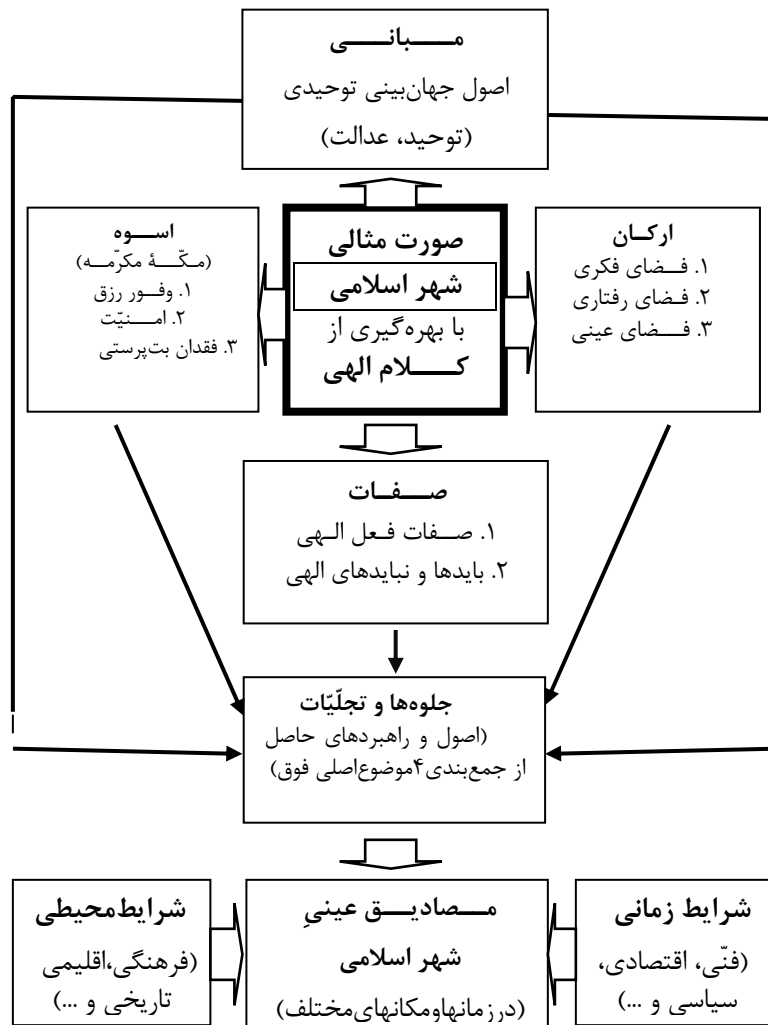 مبانی
اصول جهان‌بینی توحیدی
(توحید، عدالت)
ارکان
۱. فضای فکری
۲. فضای رفتاری
۳. فضای عینی
صورت مثالی
شهر اسلامی
با بهره‌گیری از
کلام الهی
اسوه
(مکّۀ مکرّمه)
۱. وفور رزق
۲. امنیّت
۳. فقدان بت‌پرستی
صفات
۱. صفات فعل الهی
۲. بایدها و نبایدهای الهی
جلوه‌ها و تجلّیّات
(اصول و راهبردهای حاصل
از جمع‌بندی۴موضوع‌اصلی فوق)
شرایط زمانی
(فنّی، اقتصادی،
سیاسی و ...)
مصادیق عینیِ
شهر اسلامی
(درزمانهاومکانهای‌مختلف)
شرایط‌محیطی
(فرهنگی،اقلیمی
تاریخی و ...)